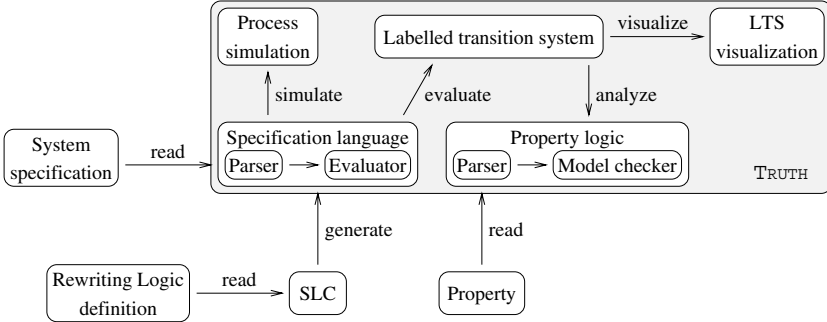 Process
simulation
Labelled transition system
visualize
LTS
visualization
simulate
evaluate
analyze
System
specification
read
Specification language
Parser
Evaluator
Property logic
Parser
Model checker
TRUTH
generate
read
Rewriting Logic
definition
read
SLC
Property